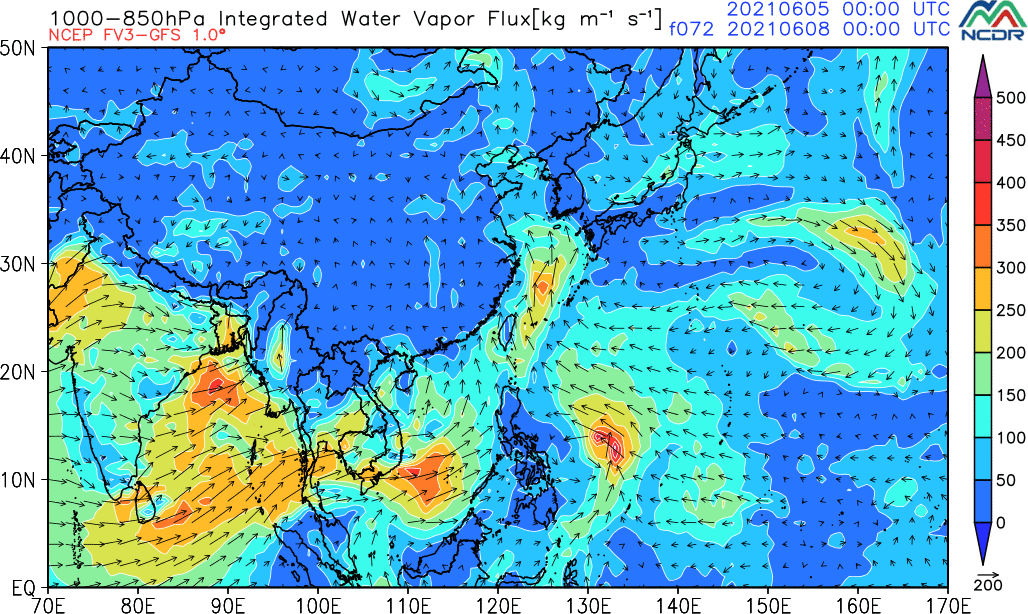 1000-850hPa Integrated Water Vapor Flux[kg m⁻¹ s⁻¹]
20210605 00:00 UTC
NCEP FV3-GFS 1.0°
f072 20210608 00:00 UTC
NCDR
50N
40N
30N
20N
10N
EQ
70E 80E 90E 100E 110E 120E 130E 140E 150E 160E 170E
500
450
400
350
300
250
200
150
100
50
0
200